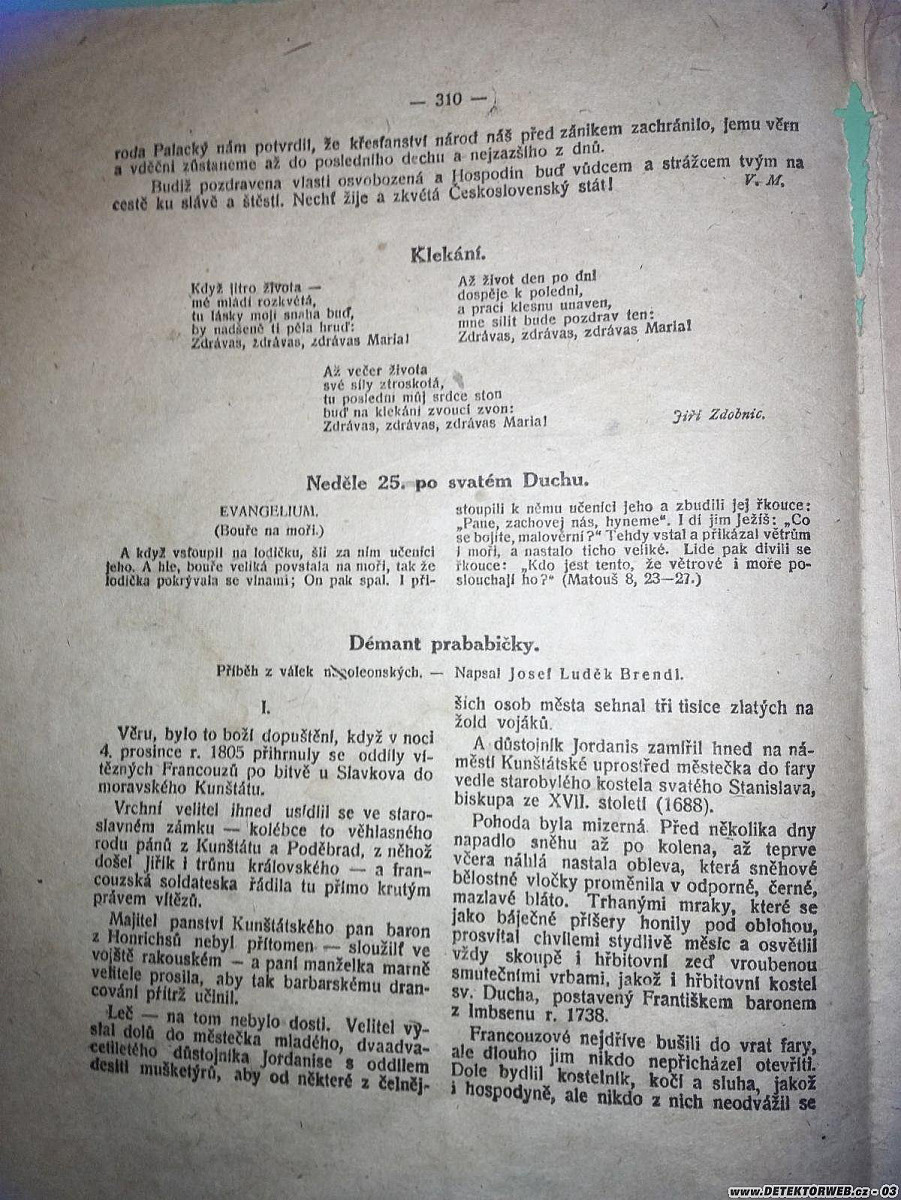 — 310 —
roda Palacký nám potvrdil, že křesťanství národ náš před zánikem zachránilo, jemu věrn
a vděčni zůstaneme až do posledního dechu a nejzazšího z dnů.
Budiž pozdravena vlasti osvobozená a Hospodin buď vůdcem a strážcem tvým na
cestě ku slávě a štěstí. Nechť žije a zkvétá Československý stát!
V. M.
Klekání.
Když jitro života —
mé mládí rozkvétá,
tu lásky mojí snaha buď,
by nadšeně ti pěla hruď:
Zdrávas, zdrávas, zdrávas Maria!
Až život den po dni
dospěje k polední,
a prací klesnu unaven,
mne sílit bude pozdrav ten:
Zdrávas, zdrávas, zdrávas Maria!
Až večer života
své síly ztroskotá,
tu poslední můj srdce ston
buď na klekání zvoucí zvon:
Zdrávas, zdrávas, zdrávas Maria!
Jiří Zdobnic.
Neděle 25. po svatém Duchu.
EVANGELIUM.
(Bouře na moři.)
A když vstoupil na lodičku, šli za ním učeníci
jeho. A hle, bouře veliká povstala na moři, tak že
lodička pokrývala se vlnami; On pak spal. I při-
stoupili k němu učeníci jeho a zbudili jej řkouce:
„Pane, zachovej nás, hyneme“. I dí jim Ježíš: „Co
se bojíte, malověrní?“ Tehdy vstal a přikázal větrům
i moři, a nastalo ticho veliké. Lidé pak divili se
řkouce: „Kdo jest tento, že větrové i moře po-
slouchají ho?“ (Matouš 8, 23—27.)
Démant prababičky.
Příběh z válek napoleonských. — Napsal Josef Luděk Brendl.
I.
Věru, bylo to boží dopuštění, když v noci
4. prosince r. 1805 přihrnuly se oddíly ví-
tězných Francouzů po bitvě u Slavkova do
moravského Kunštátu.
Vrchní velitel ihned usídlil se ve staro-
slavném zámku — kolébce to věhlasného
rodu pánů z Kunštátu a Poděbrad, z něhož
došel Jiřík i trůnu královského — a fran-
couzská soldateska řádila tu přímo krutým
právem vítězů.
Majitel panství Kunštátského pan baron
z Honrichsů nebyl přítomen — sloužilť ve
vojště rakouském — a paní manželka marně
velitele prosila, aby tak barbarskému dran-
cování přítrž učinil.
Leč — na tom nebylo dosti. Velitel vy-
slal dolů do městečka mladého, dvaadva-
cetiletého důstojníka Jordanise s oddílem
desíti mušketýrů, aby od některé z čelněj-
ších osob města sehnal tři tisíce zlatých na
žold vojáků.
A důstojník Jordanis zamířil hned na ná-
městí Kunštátské uprostřed městečka do fary
vedle starobylého kostela svatého Stanislava,
biskupa ze XVII. století (1688).
Pohoda byla mizerná. Před několika dny
napadlo sněhu až po kolena, až teprve
včera náhlá nastala obleva, která sněhové
bělostné vločky proměnila v odporné, černé,
mazlavé bláto. Trhanými mraky, které se
jako báječné příšery honily pod oblohou,
prosvítal chvílemi stydlivě měsíc a osvětlil
vždy skoupě i hřbitovní zeď vroubenou
smutečními vrbami, jakož i hřbitovní kostel
sv. Ducha, postavený Františkem baronem
z Imbsenu r. 1738.
Francouzové nejdříve bušili do vrat fary,
ale dlouho jim nikdo nepřicházel otevříti.
Dole bydlil kostelník, kočí a sluha, jakož
i hospodyně, ale nikdo z nich neodvážil se
www.DETEKTORWEB.cz - 03